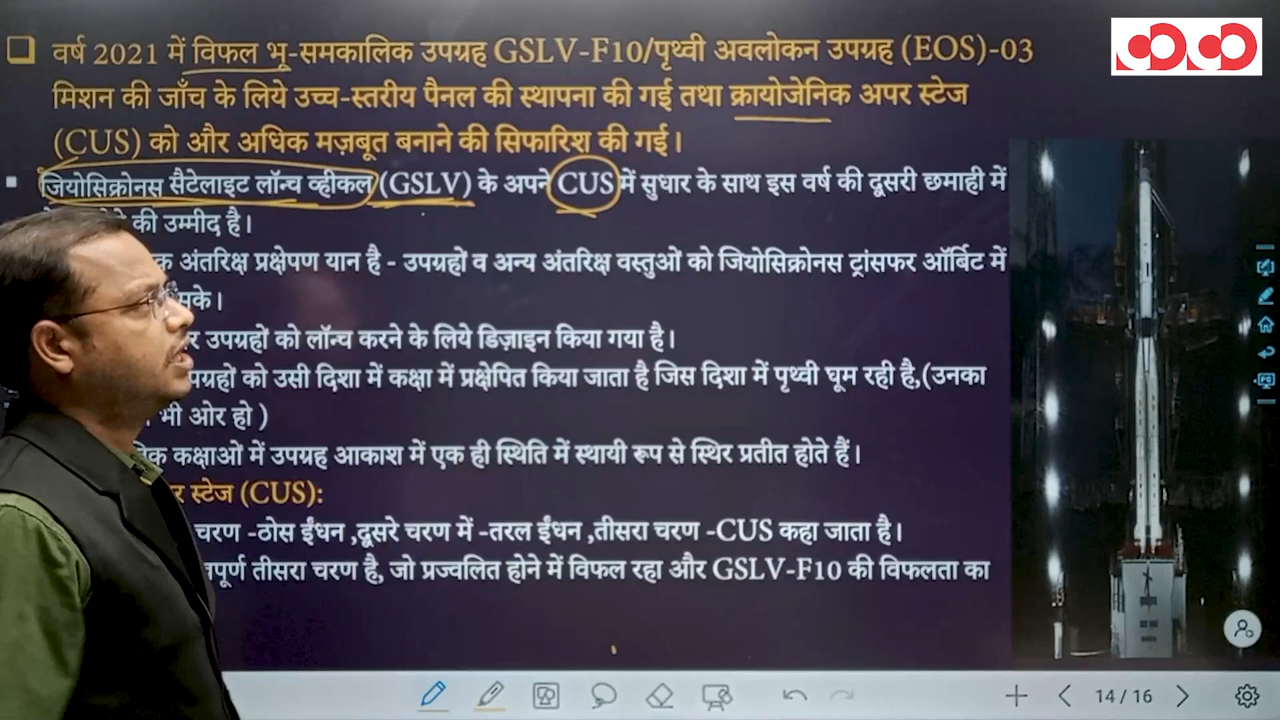 वर्ष 2021 में विफल भू-समकालिक उपग्रह GSLV-F10/पृथ्वी अवलोकन उपग्रह (EOS)-03
मिशन की जाँच के लिये उच्च-स्तरीय पैनल की स्थापना की गई तथा क्रायोजेनिक अपर स्टेज
(CUS) को और अधिक मज़बूत बनाने की सिफारिश की गई।
जियोसिंक्रोनस सैटेलाइट लॉन्च व्हीकल (GSLV) के अपने CUS में सुधार के साथ इस वर्ष की दूसरी छमाही में
की उम्मीद है।
अंतरिक्ष प्रक्षेपण यान है - उपग्रहों व अन्य अंतरिक्ष वस्तुओं को जियोसिक्रोनस ट्रांसफर ऑर्बिट में
सके।
उपग्रहों को लॉन्च करने के लिये डिज़ाइन किया गया है।
को उसी दिशा में कक्षा में प्रक्षेपित किया जाता है जिस दिशा में पृथ्वी घूम रही है,(उनका
भी ओर हो )
कक्षाओं में उपग्रह आकाश में एक ही स्थिति में स्थायी रूप से स्थिर प्रतीत होते हैं।
स्टेज (CUS):
चरण -ठोस ईंधन ,दूसरे चरण में -तरल ईंधन ,तीसरा चरण -CUS कहा जाता है।
तीसरा चरण है, जो प्रज्वलित होने में विफल रहा और GSLV-F10 की विफलता का
14 / 16